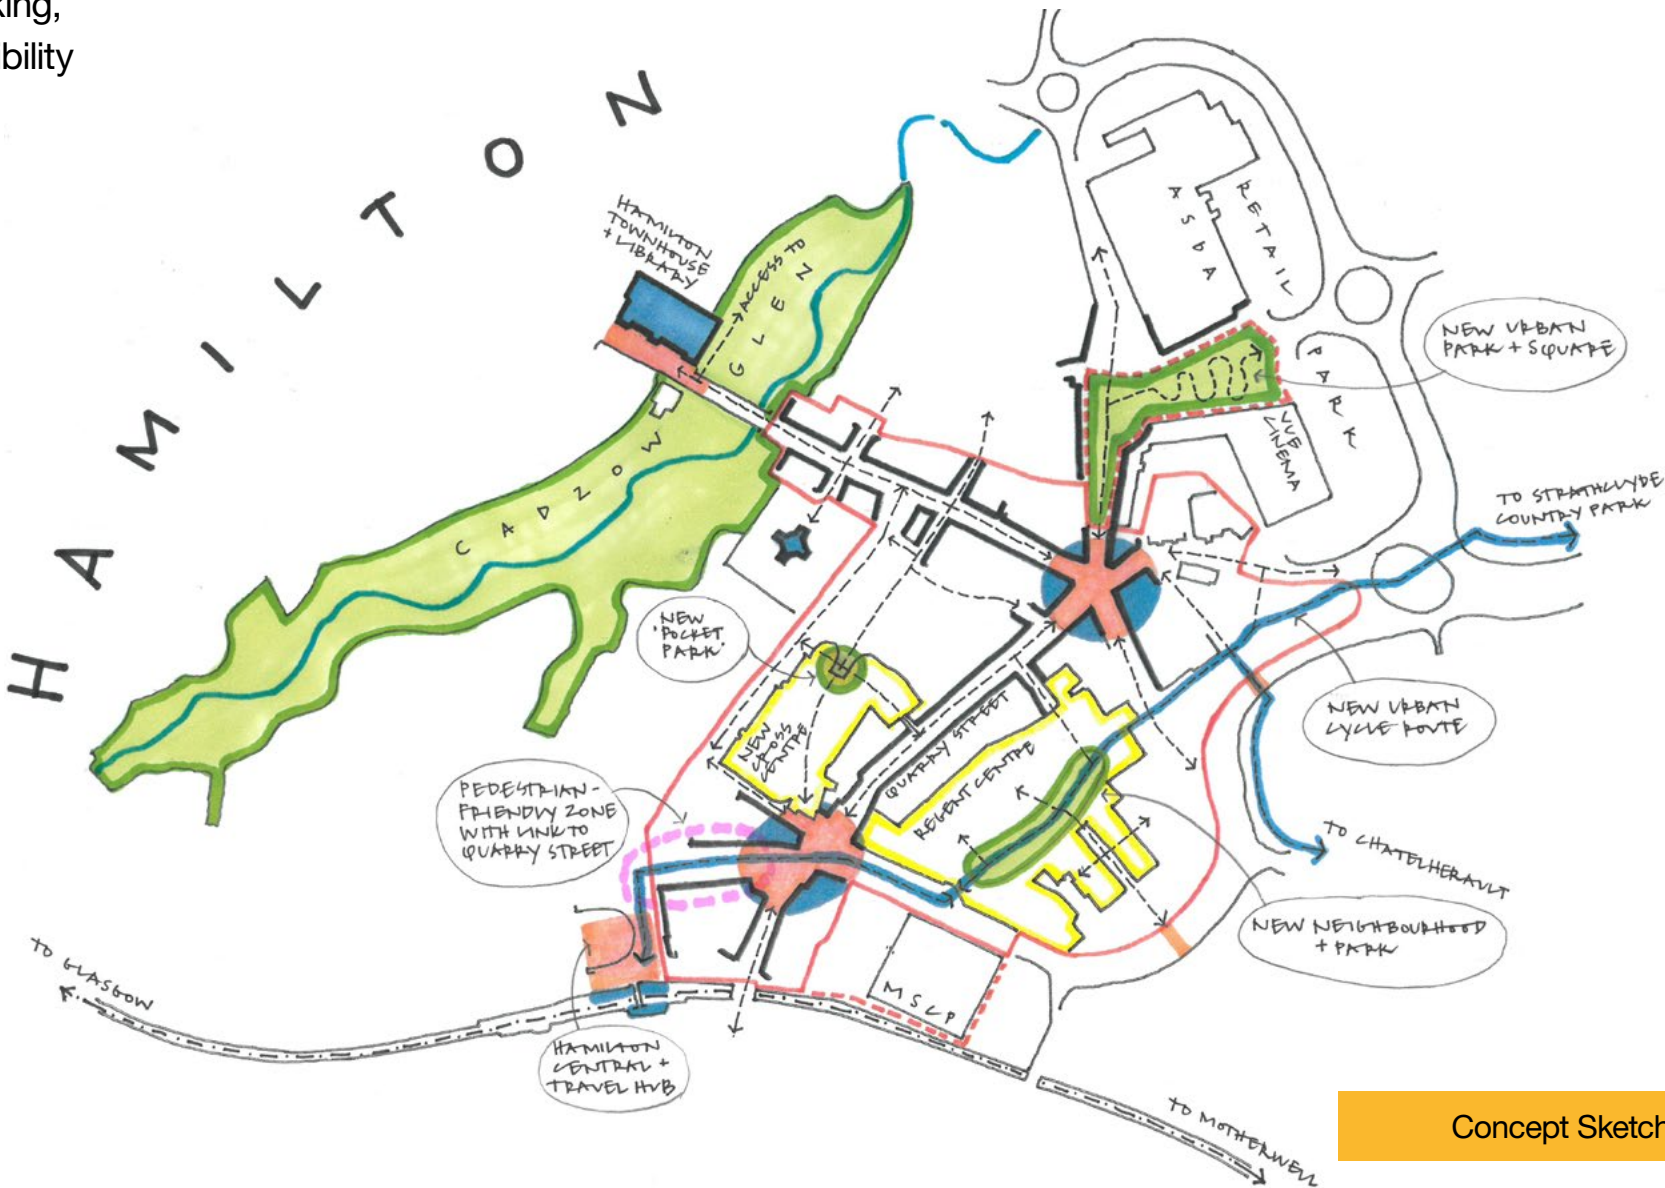 king,
bility
HAMILTON
HAMILTON
TOWNHOUSE
+ LIBRARY
ACCESS TO
GLEN
CADZOW
ASDA
RETAIL
PARK
NEW URBAN
PARK + SQUARE
VUE
CINEMA
TO STRATHCLYDE
COUNTRY PARK
NEW
'POCKET
PARK'
NEW URBAN
CYCLE ROUTE
NEW
CROSS
CENTRE
QUARRY STREET
REGENT CENTRE
PEDESTRIAN-
FRIENDLY ZONE
WITH LINK TO
QUARRY STREET
TO CHATELHERAULT
NEW NEIGHBOURHOOD
+ PARK
TO GLASGOW
MSCP
HAMILTON
CENTRAL +
TRAVEL HUB
TO MOTHERWELL
Concept Sketch